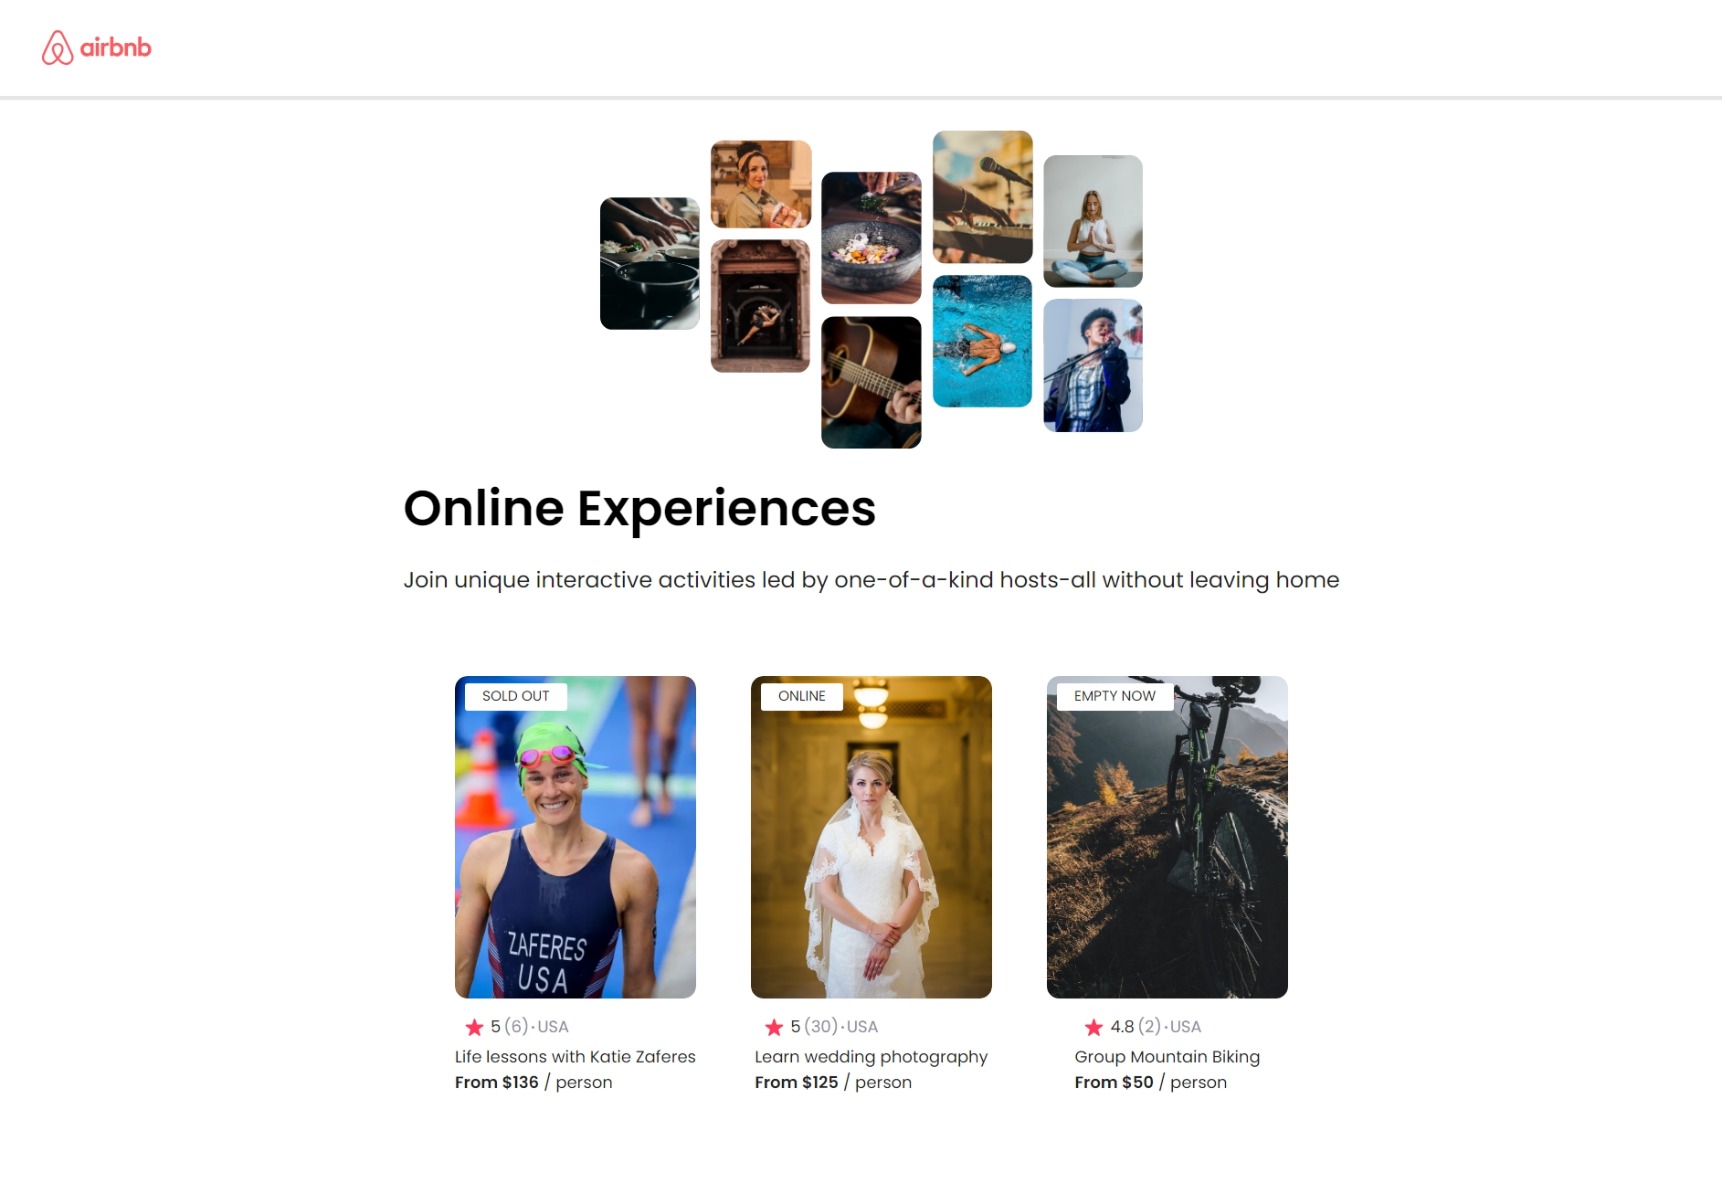 airbnb
Online Experiences
Join unique interactive activities led by one-of-a-kind hosts-all without leaving home
SOLD OUT
ZAFERES
USA
5 (6) · USA
Life lessons with Katie Zaferes
From $136 / person
ONLINE
5 (30) · USA
Learn wedding photography
From $125 / person
EMPTY NOW
4.8 (2) · USA
Group Mountain Biking
From $50 / person